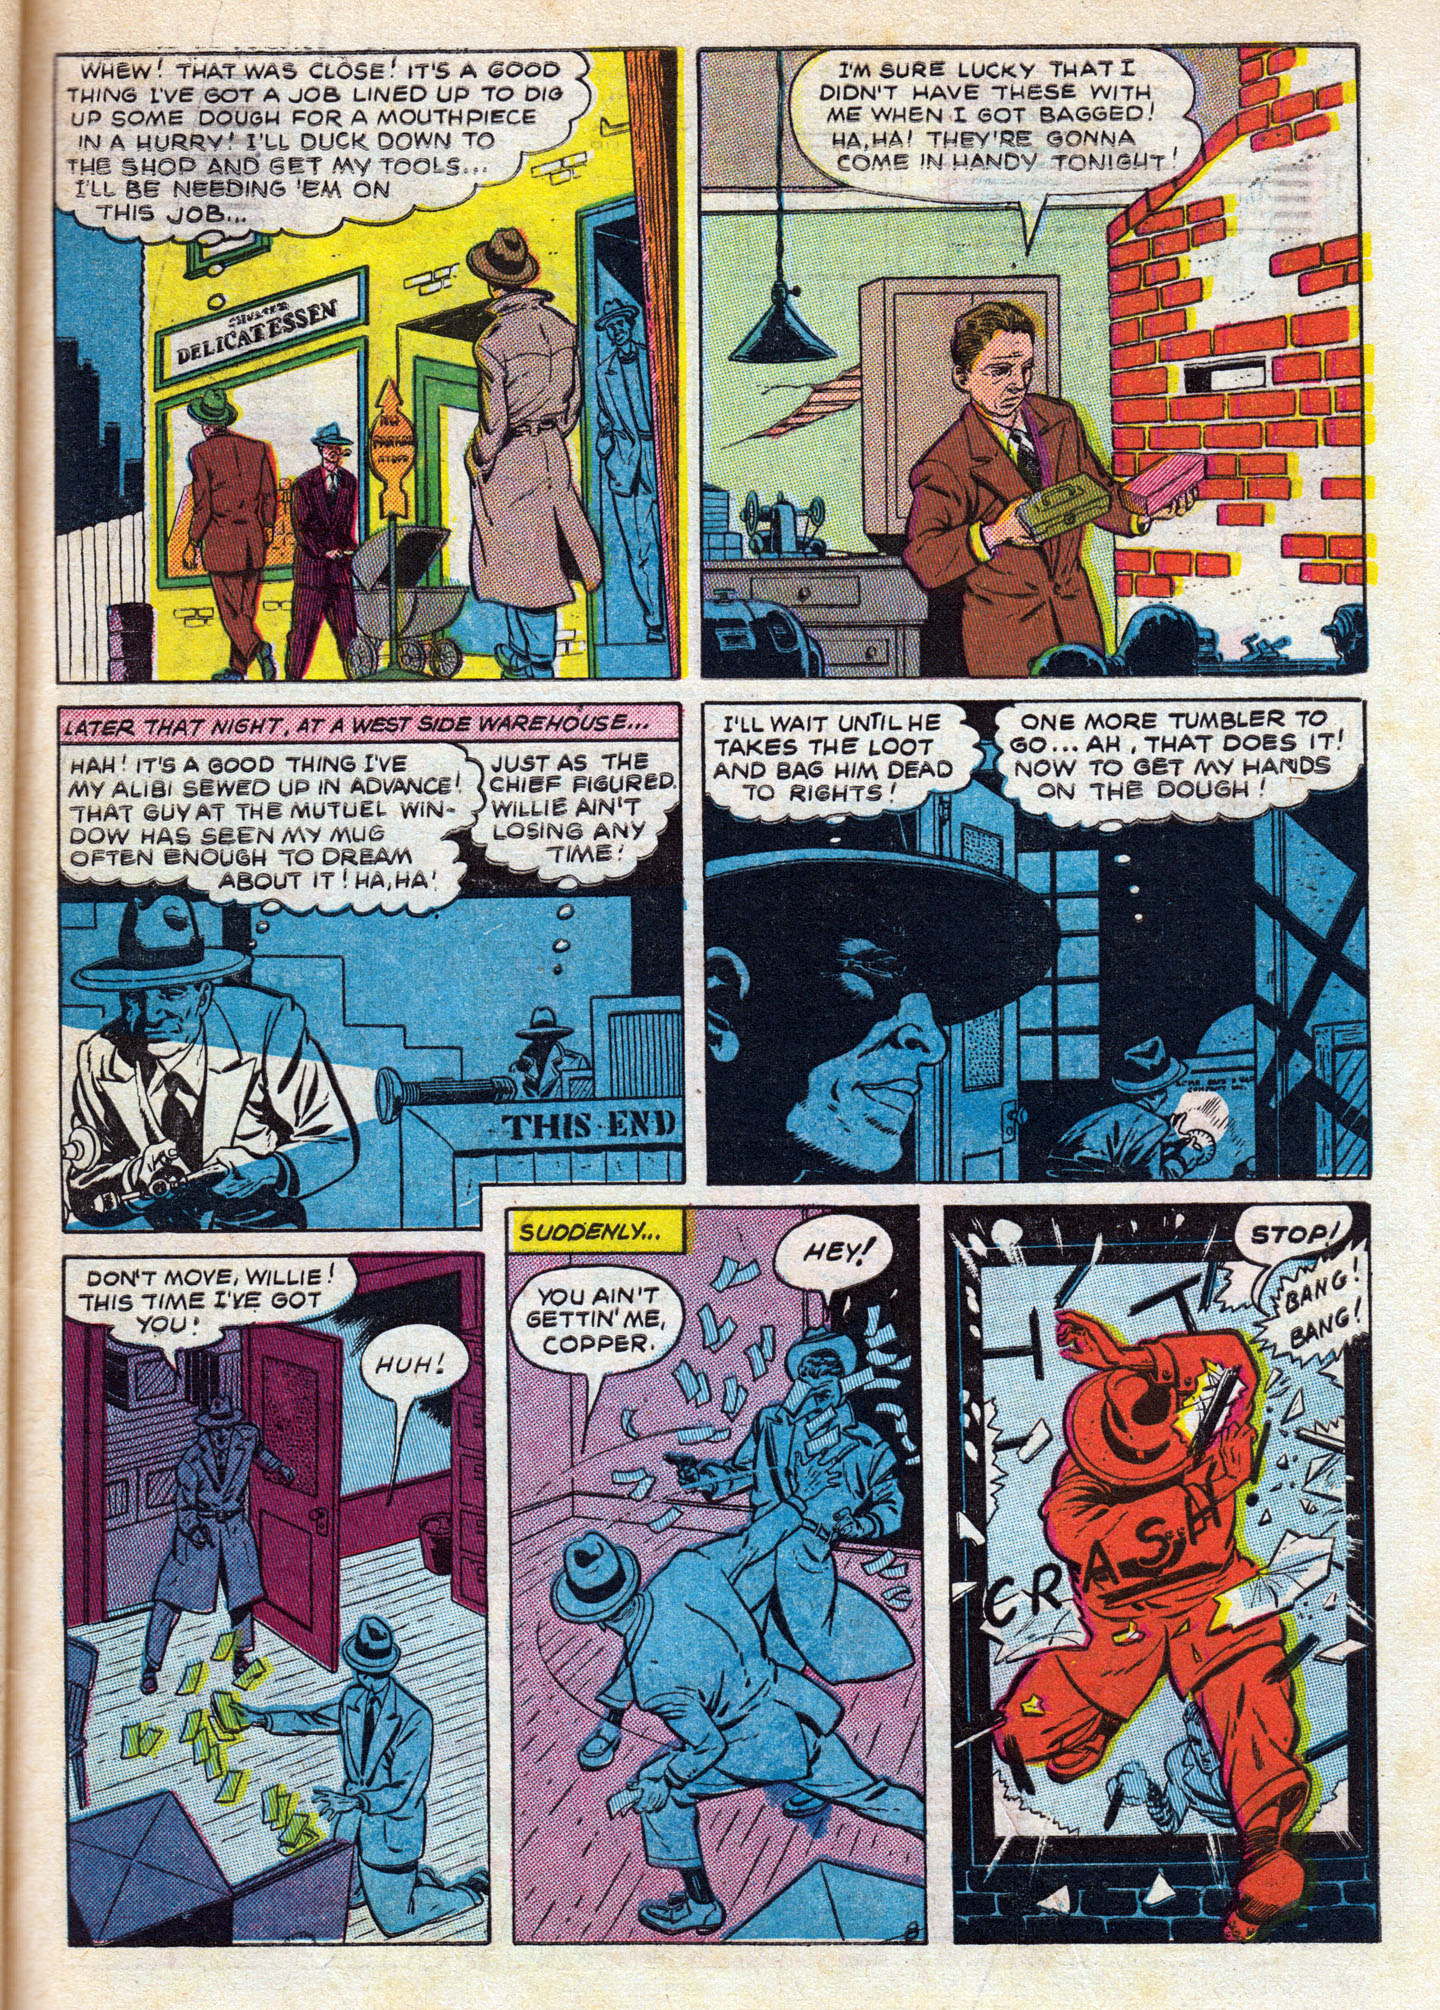 WHEW! THAT WAS CLOSE! IT'S A GOOD
THING I'VE GOT A JOB LINED UP TO DIG
UP SOME DOUGH FOR A MOUTHPIECE
IN A HURRY! I'LL DUCK DOWN TO
THE SHOP AND GET MY TOOLS...
I'LL BE NEEDING 'EM ON
THIS JOB...
DELICATESSEN
I'M SURE LUCKY THAT I
DIDN'T HAVE THESE WITH
ME WHEN I GOT BAGGED!
HA, HA! THEY'RE GONNA
COME IN HANDY TONIGHT!
LATER THAT NIGHT, AT A WEST SIDE WAREHOUSE...
HAH! IT'S A GOOD THING I'VE
MY ALIBI SEWED UP IN ADVANCE!
THAT GUY AT THE MUTUEL WIN-
DOW HAS SEEN MY MUG
OFTEN ENOUGH TO DREAM
ABOUT IT! HA, HA!
JUST AS THE
CHIEF FIGURED.
WILLIE AIN'T
LOSING ANY
TIME!
THIS END
I'LL WAIT UNTIL HE
TAKES THE LOOT
AND BAG HIM DEAD
TO RIGHTS!
ONE MORE TUMBLER TO
GO... AH, THAT DOES IT!
NOW TO GET MY HANDS
ON THE DOUGH!
ACME SAFE &
COMPANY INC.
DON'T MOVE, WILLIE!
THIS TIME I'VE GOT
YOU!
HUH!
SUDDENLY...
YOU AIN'T
GETTIN' ME,
COPPER.
HEY!
8
STOP!
BANG!
BANG!
CRASH